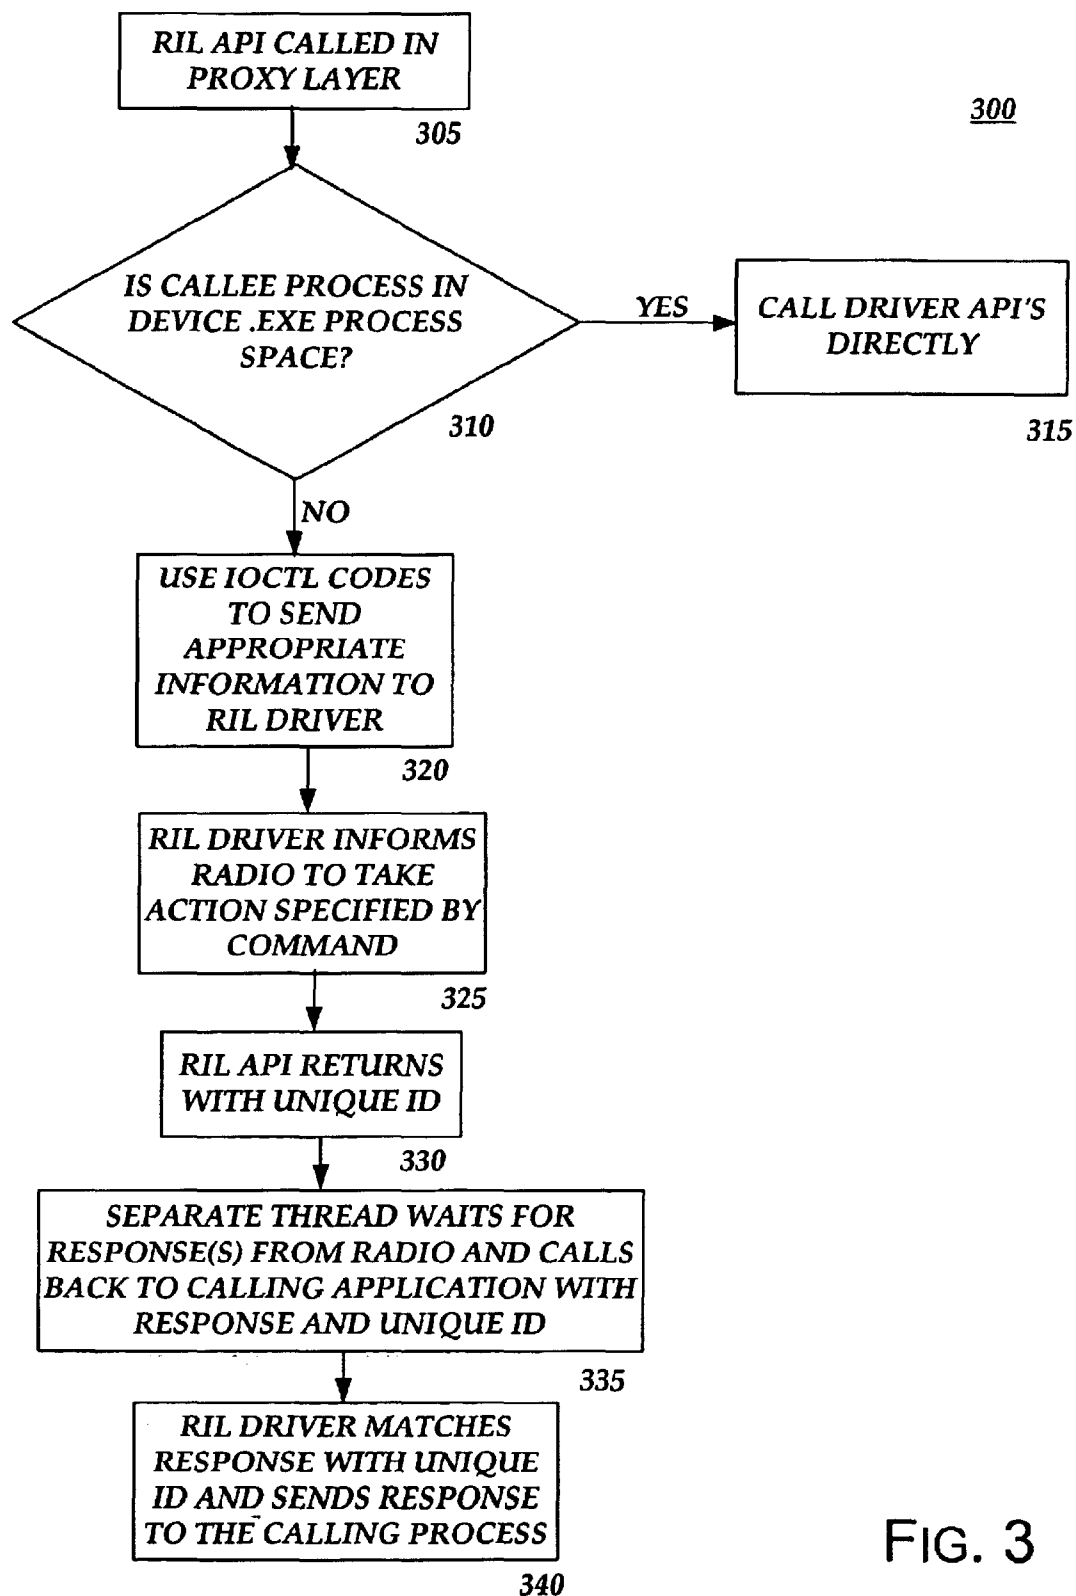 RIL API CALLED IN
PROXY LAYER
305
300
IS CALLEE PROCESS IN
DEVICE .EXE PROCESS
SPACE?
310
YES
CALL DRIVER API'S
DIRECTLY
315
NO
USE IOCTL CODES
TO SEND
APPROPRIATE
INFORMATION TO
RIL DRIVER
320
RIL DRIVER INFORMS
RADIO TO TAKE
ACTION SPECIFIED BY
COMMAND
325
RIL API RETURNS
WITH UNIQUE ID
330
SEPARATE THREAD WAITS FOR
RESPONSE(S) FROM RADIO AND CALLS
BACK TO CALLING APPLICATION WITH
RESPONSE AND UNIQUE ID
335
RIL DRIVER MATCHES
RESPONSE WITH UNIQUE
ID AND SENDS RESPONSE
TO THE CALLING PROCESS
340
FIG. 3